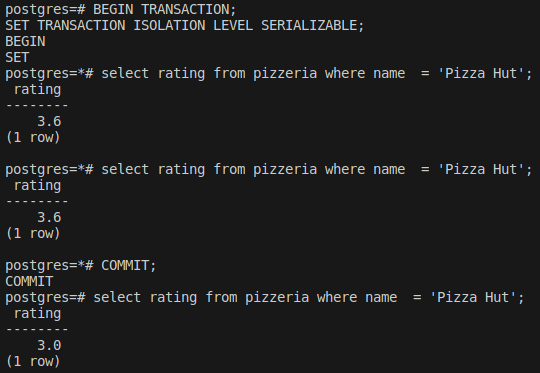 postgres=# BEGIN TRANSACTION;
SET TRANSACTION ISOLATION LEVEL SERIALIZABLE;
BEGIN
SET
postgres=*# select rating from pizzeria where name  = 'Pizza Hut';
 rating
--------
    3.6
(1 row)

postgres=*# select rating from pizzeria where name  = 'Pizza Hut';
 rating
--------
    3.6
(1 row)

postgres=*# COMMIT;
COMMIT
postgres=# select rating from pizzeria where name  = 'Pizza Hut';
 rating
--------
    3.0
(1 row)